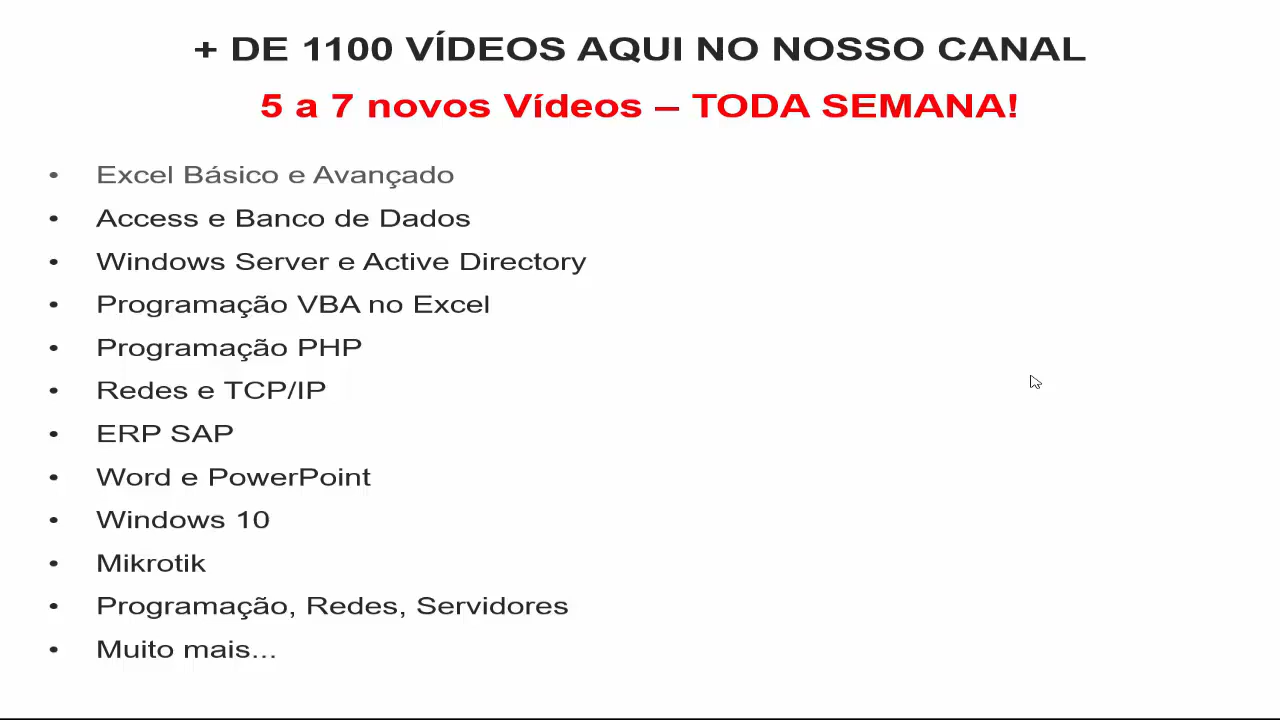 + DE 1100 VÍDEOS AQUI NO NOSSO CANAL
5 a 7 novos Vídeos – TODA SEMANA!
• Excel Básico e Avançado
• Access e Banco de Dados
• Windows Server e Active Directory
• Programação VBA no Excel
• Programação PHP
• Redes e TCP/IP
• ERP SAP
• Word e PowerPoint
• Windows 10
• Mikrotik
• Programação, Redes, Servidores
• Muito mais...